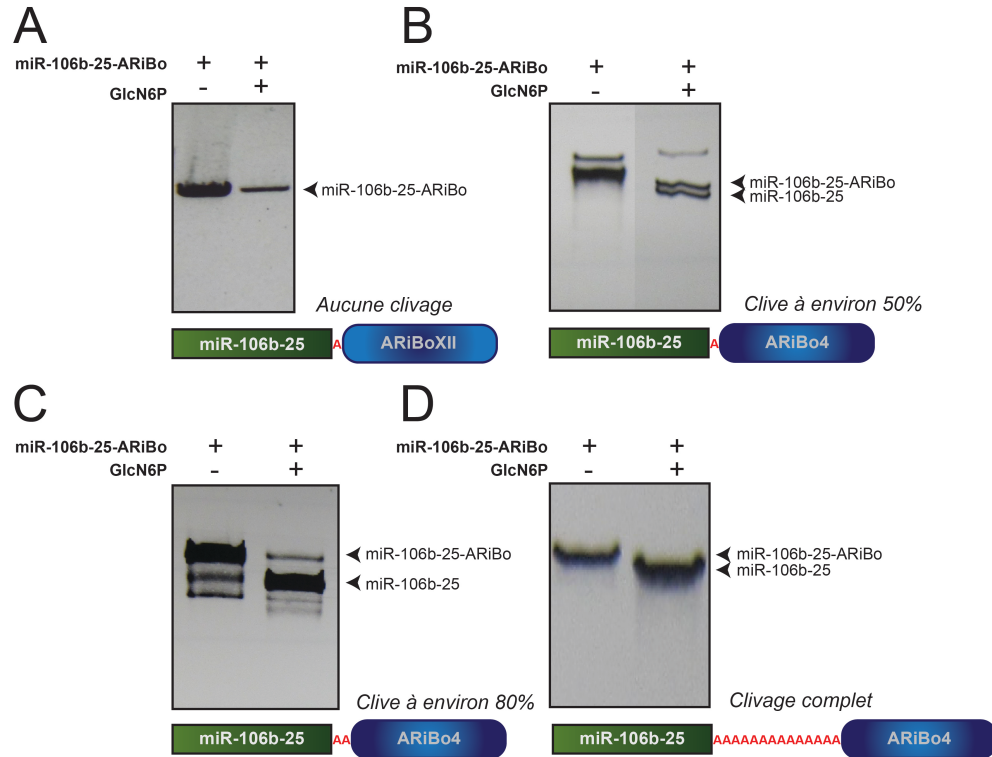 A
miR-106b-25-ARiBo + +
GlcN6P - +
miR-106b-25-ARiBo
Aucune clivage
miR-106b-25 A ARiBoXII
B
miR-106b-25-ARiBo + +
GlcN6P - +
miR-106b-25-ARiBo
miR-106b-25
Clive à environ 50%
miR-106b-25 A ARiBo4
C
miR-106b-25-ARiBo + +
GlcN6P - +
miR-106b-25-ARiBo
miR-106b-25
Clive à environ 80%
miR-106b-25 AA ARiBo4
D
miR-106b-25-ARiBo + +
GlcN6P - +
miR-106b-25-ARiBo
miR-106b-25
Clivage complet
miR-106b-25 AAAAAAAAAAAAAA ARiBo4